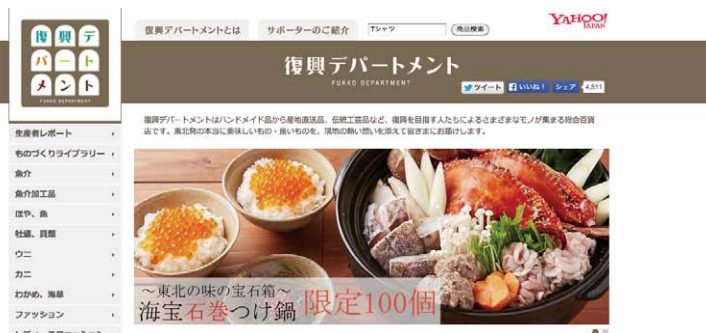 復興デパートメント
FUKKO DEPARTMENT
復興デパートメントとは
サポーターのご紹介
Tシャツ
(商品検索)
YAHOO!
JAPAN
復興デパートメント
FUKKO DEPARTMENT
ツイート
いいね!
シェア
4,511
復興デパートメントはハンドメイド品から産地直送品、伝統工芸品など、復興を目指す人たちによるさまざまなモノが集まる総合百貨
店です。東北発の本当に美味しいもの・良いものを、現地の熱い想いを添えて皆さまにお届けします。
生産者レポート
ものづくりライブラリー
魚介
魚介加工品
ほや、魚
牡蠣、貝類
ウニ
カニ
わかめ、海草
ファッション
~東北の味の宝石箱~
海宝石巻つけ鍋 限定100個